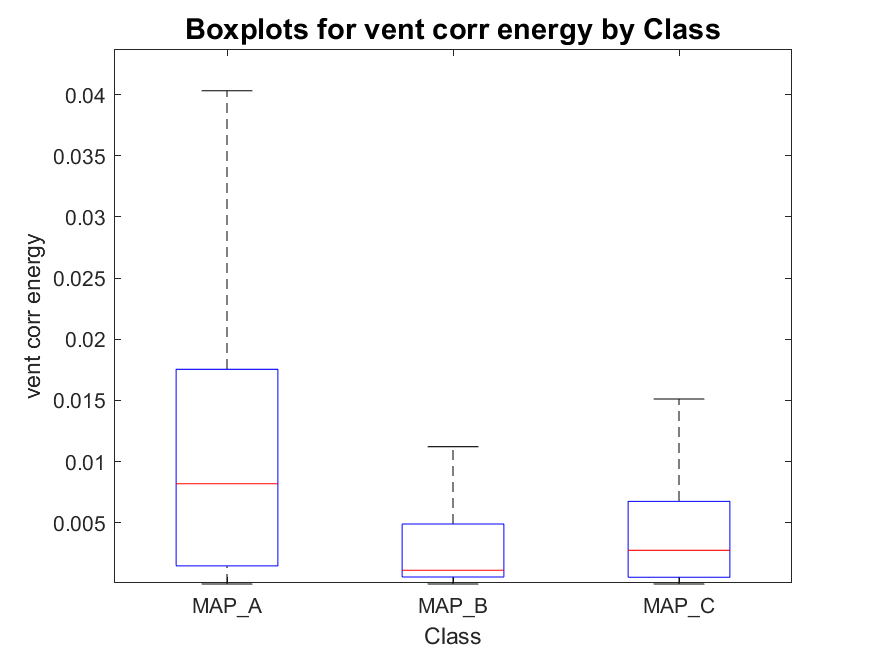 Boxplots for vent corr energy by Class
0.04
0.035
0.03
0.025
0.02
0.015
0.01
0.005
vent corr energy
MAP_A MAP_B MAP_C
Class